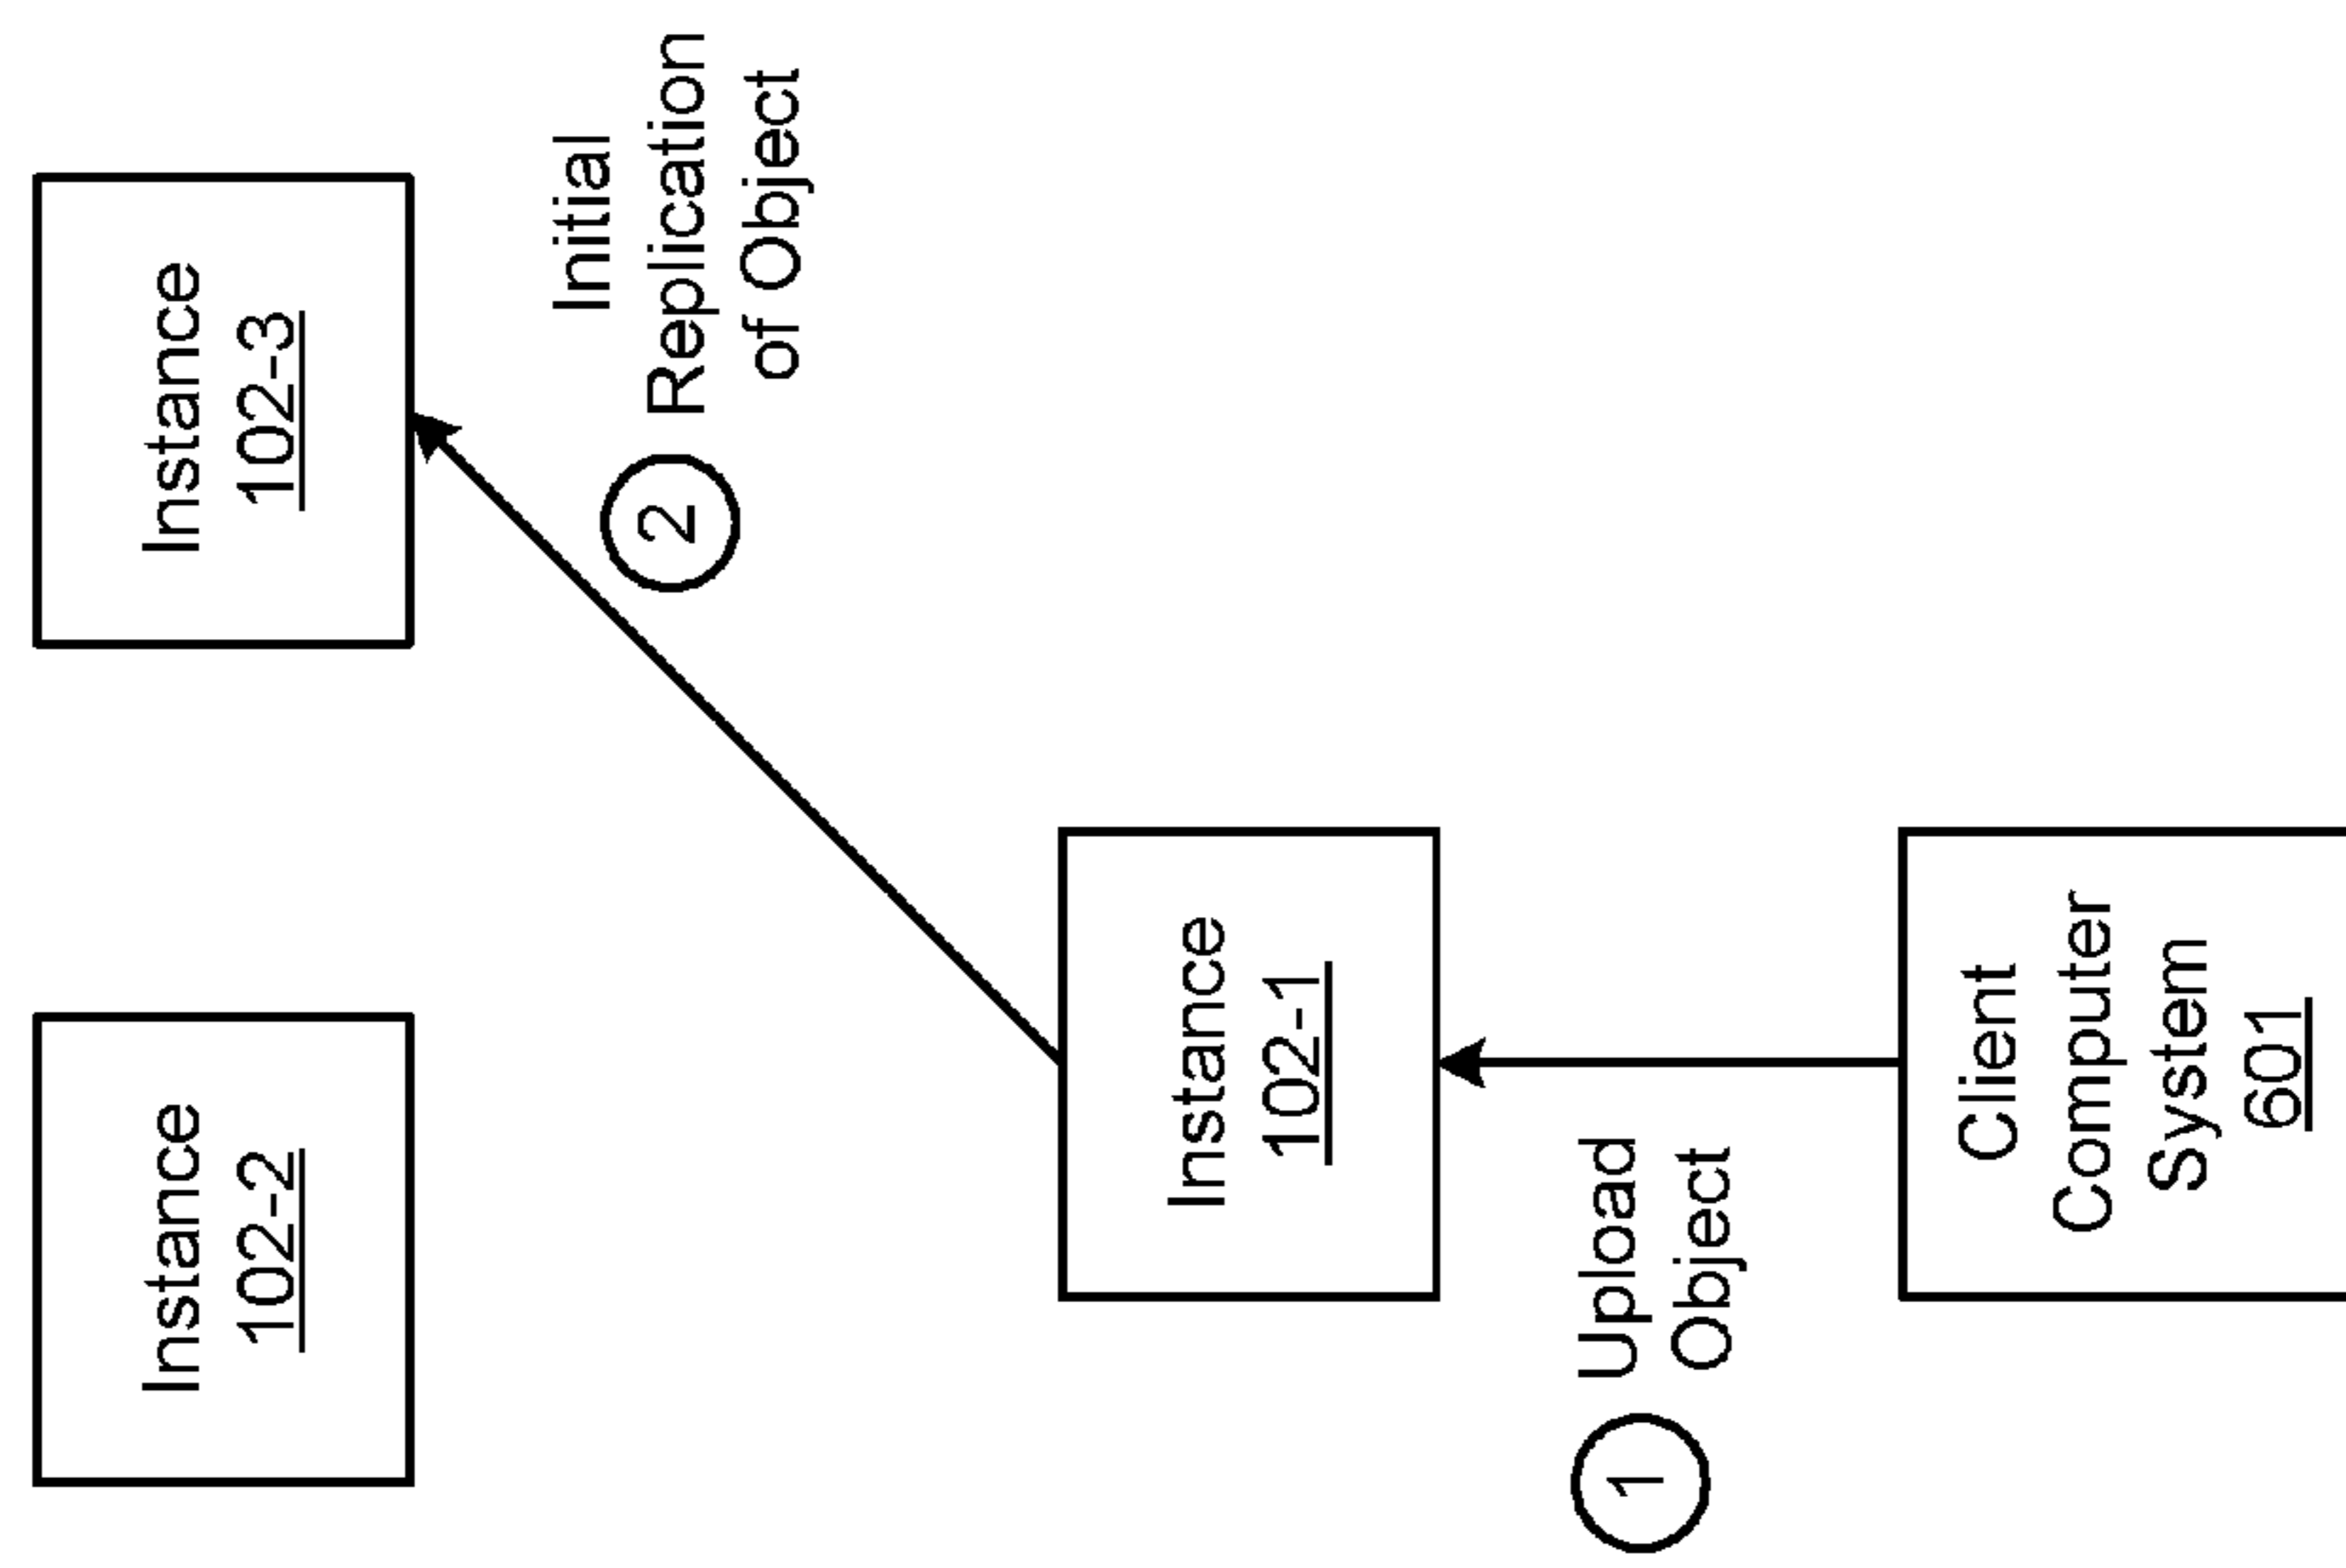 Instance
102-2
Instance
102-3
2
Initial
Replication
of Object
Instance
102-1
1
Upload
Object
Client
Computer
System
601